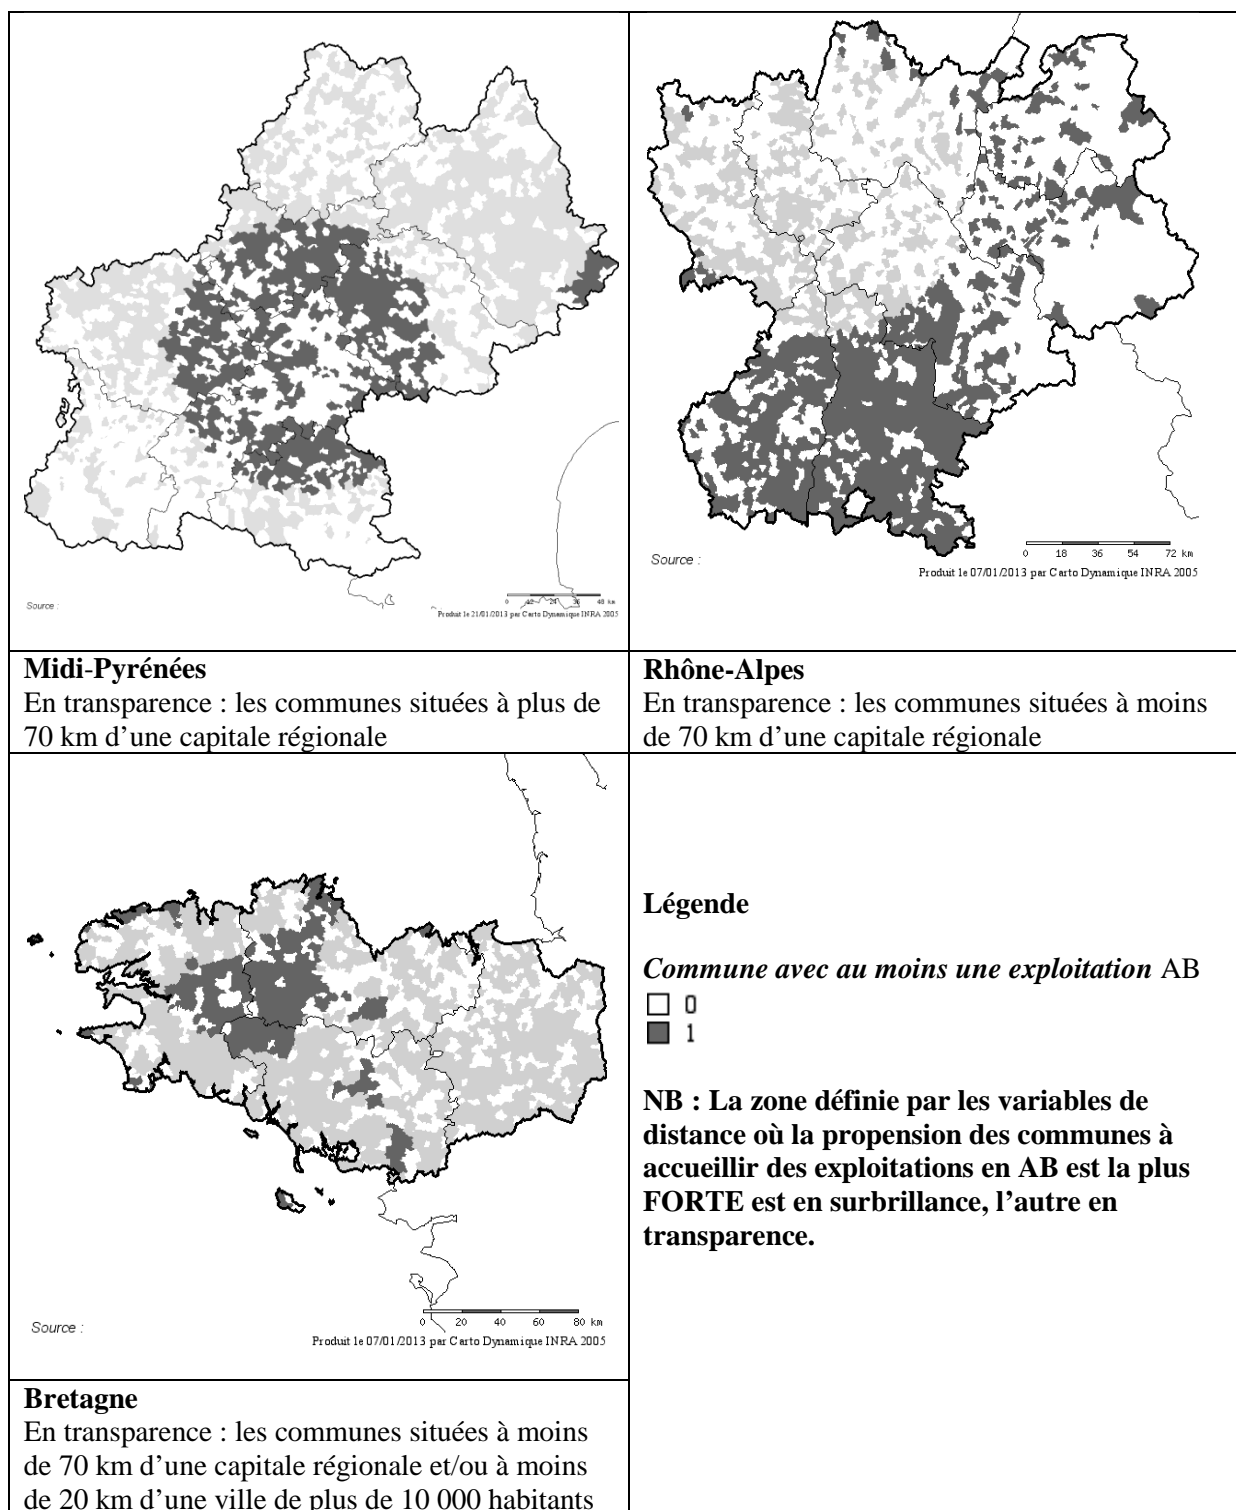 Source :
0 12 24 36 48 km
Produit le 21/01/2013 par Carto Dynamique INRA 2005
Source :
0 18 36 54 72 km
Produit le 07/01/2013 par Carto Dynamique INRA 2005
Midi-Pyrénées
En transparence : les communes situées à plus de
70 km d’une capitale régionale
Rhône-Alpes
En transparence : les communes situées à moins
de 70 km d’une capitale régionale
Source :
0 20 40 60 80 km
Produit le 07/01/2013 par Carto Dynamique INRA 2005
Légende
Commune avec au moins une exploitation AB
0
1
NB : La zone définie par les variables de
distance où la propension des communes à
accueillir des exploitations en AB est la plus
FORTE est en surbrillance, l’autre en
transparence.
Bretagne
En transparence : les communes situées à moins
de 70 km d’une capitale régionale et/ou à moins
de 20 km d’une ville de plus de 10 000 habitants